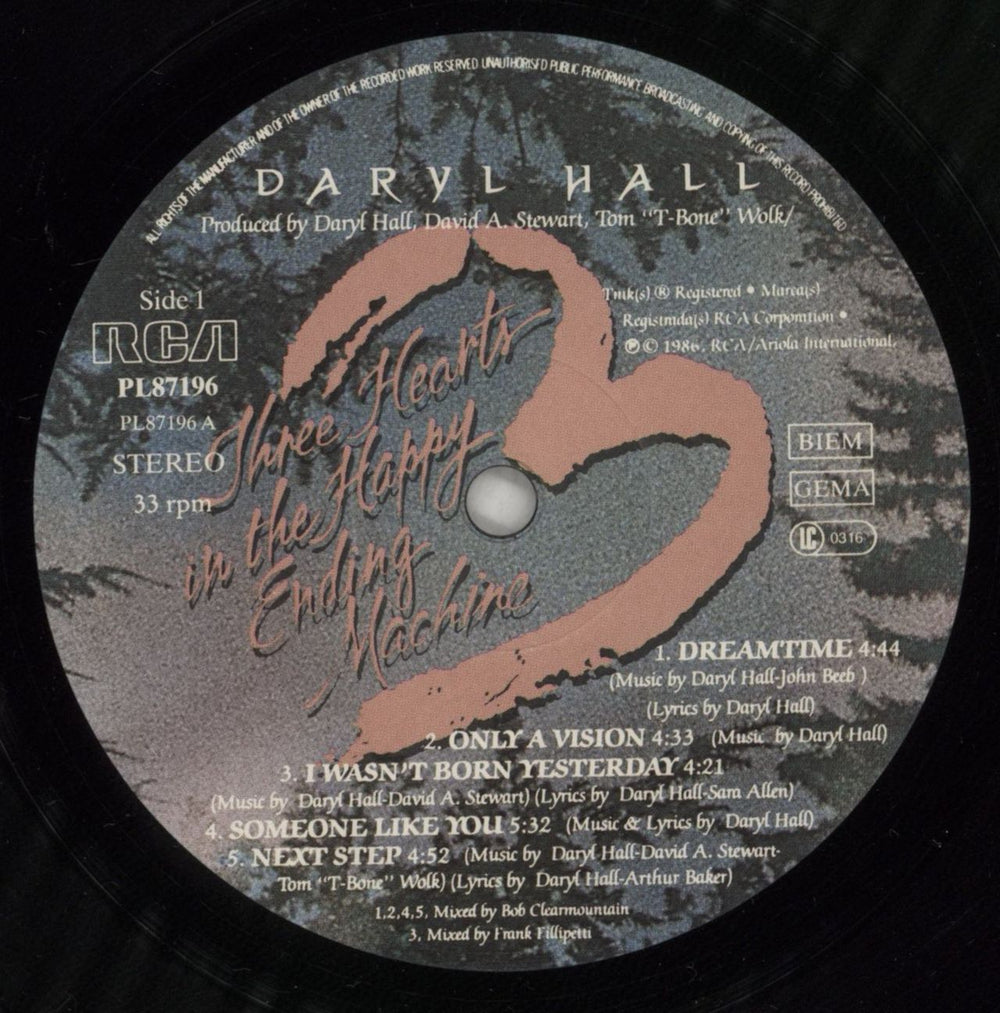 ALL RIGHTS OF THE MANUFACTURER AND OF THE OWNER OF THE RECORDED WORK RESERVED UNAUTHORISED PUBLIC PERFORMANCE BROADCASTING AND COPYING OF THIS RECORD PROHIBITED
DARYL HALL
Produced by Daryl Hall, David A. Stewart, Tom "T-Bone" Wolk/
Tmk(s) ® Registered • Marca(s)
Registrada(s) RCA Corporation •
℗ © 1986, RCA/Ariola International.
Side 1
RCA
PL87196
PL87196 A
STEREO
33 rpm
Three Hearts
in the Happy
Ending
Machine
BIEM
GEMA
LC 0316
1. DREAMTIME 4:44
(Music by Daryl Hall-John Beeb )
(Lyrics by Daryl Hall)
2. ONLY A VISION 4:33 (Music by Daryl Hall)
3. I WASN'T BORN YESTERDAY 4:21
(Music by Daryl Hall-David A. Stewart) (Lyrics by Daryl Hall-Sara Allen)
4. SOMEONE LIKE YOU 5:32 (Music & Lyrics by Daryl Hall)
5. NEXT STEP 4:52 (Music by Daryl Hall-David A. Stewart-
Tom "T-Bone" Wolk) (Lyrics by Daryl Hall-Arthur Baker)
1,2,4,5, Mixed by Bob Clearmountain
3, Mixed by Frank Fillipetti